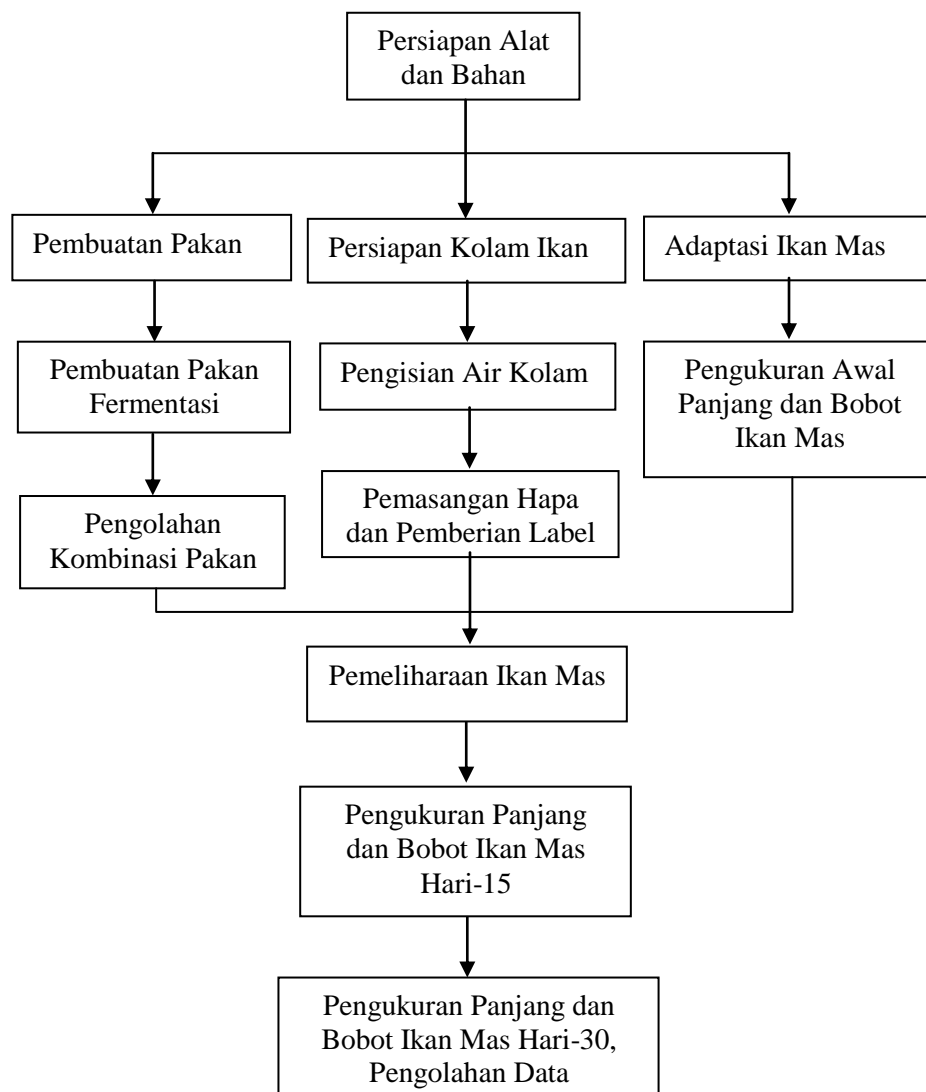 Persiapan Alat
dan Bahan
Pembuatan Pakan
Persiapan Kolam Ikan
Adaptasi Ikan Mas
Pembuatan Pakan
Fermentasi
Pengisian Air Kolam
Pengukuran Awal
Panjang dan Bobot
Ikan Mas
Pengolahan
Kombinasi Pakan
Pemasangan Hapa
dan Pemberian Label
Pemeliharaan Ikan Mas
Pengukuran Panjang
dan Bobot Ikan Mas
Hari-15
Pengukuran Panjang dan
Bobot Ikan Mas Hari-30,
Pengolahan Data